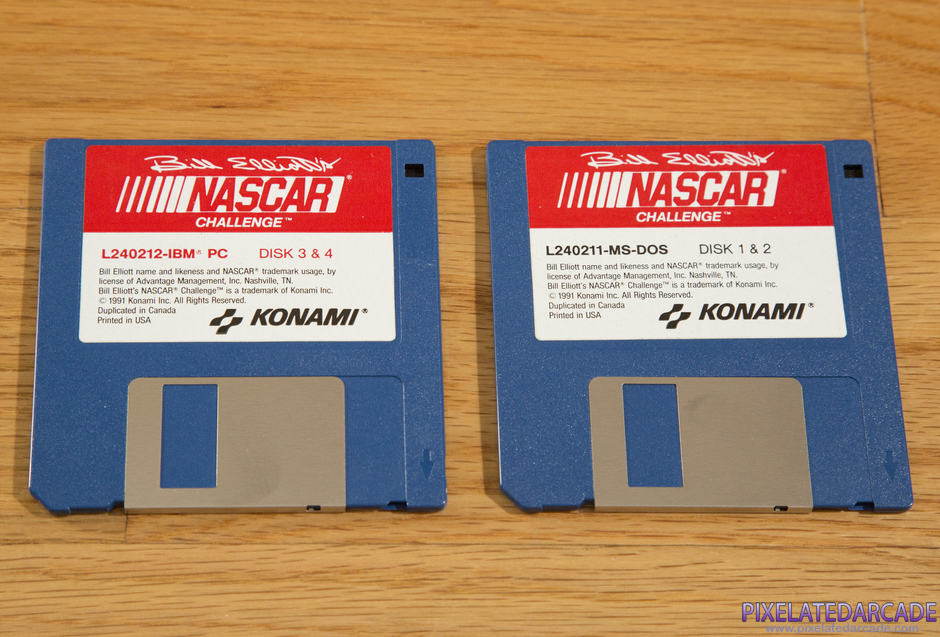 Bill Elliott's
NASCAR®
CHALLENGE™
L240212-IBM® PC DISK 3 & 4
Bill Elliott name and likeness and NASCAR® trademark usage, by
license of Advantage Management, Inc. Nashville, TN.
Bill Elliott's NASCAR® Challenge™ is a trademark of Konami Inc.
© 1991 Konami Inc. All Rights Reserved.
Duplicated in Canada
Printed in USA
KONAMI®
Bill Elliott's
NASCAR®
CHALLENGE™
L240211-MS-DOS DISK 1 & 2
Bill Elliott name and likeness and NASCAR® trademark usage, by
license of Advantage Management, Inc. Nashville, TN.
Bill Elliott's NASCAR® Challenge™ is a trademark of Konami Inc.
© 1991 Konami Inc. All Rights Reserved.
Duplicated in Canada
Printed in USA
KONAMI®
PIXELATEDARCADE
www.pixelatedarcade.com